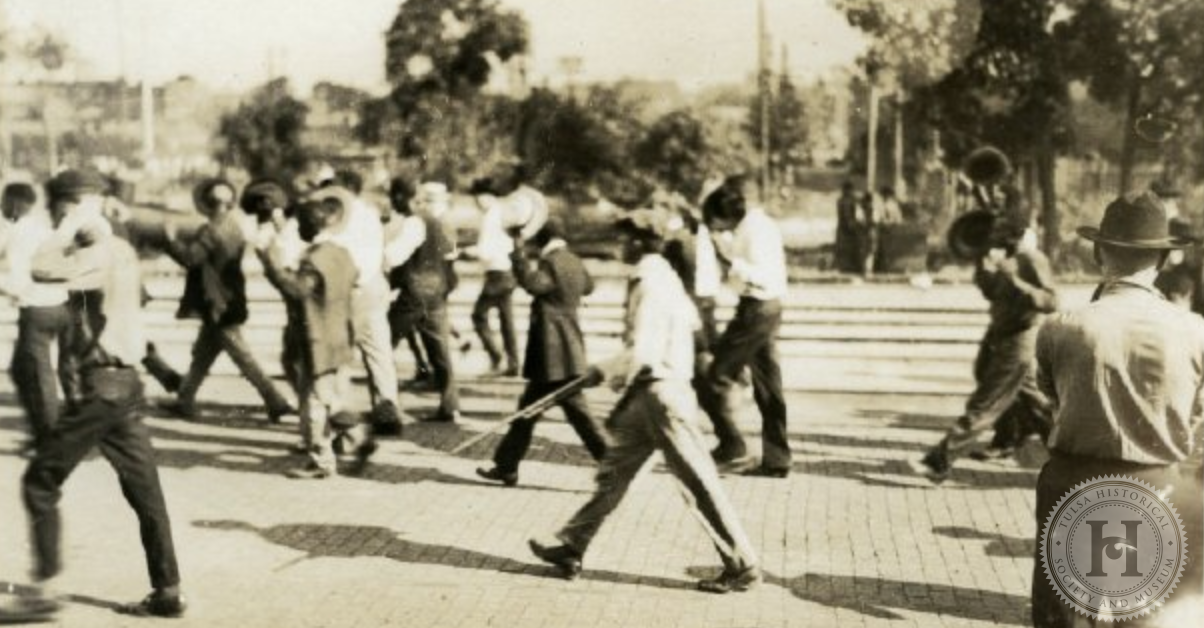 TULSA HISTORICAL
H
SOCIETY AND MUSEUM